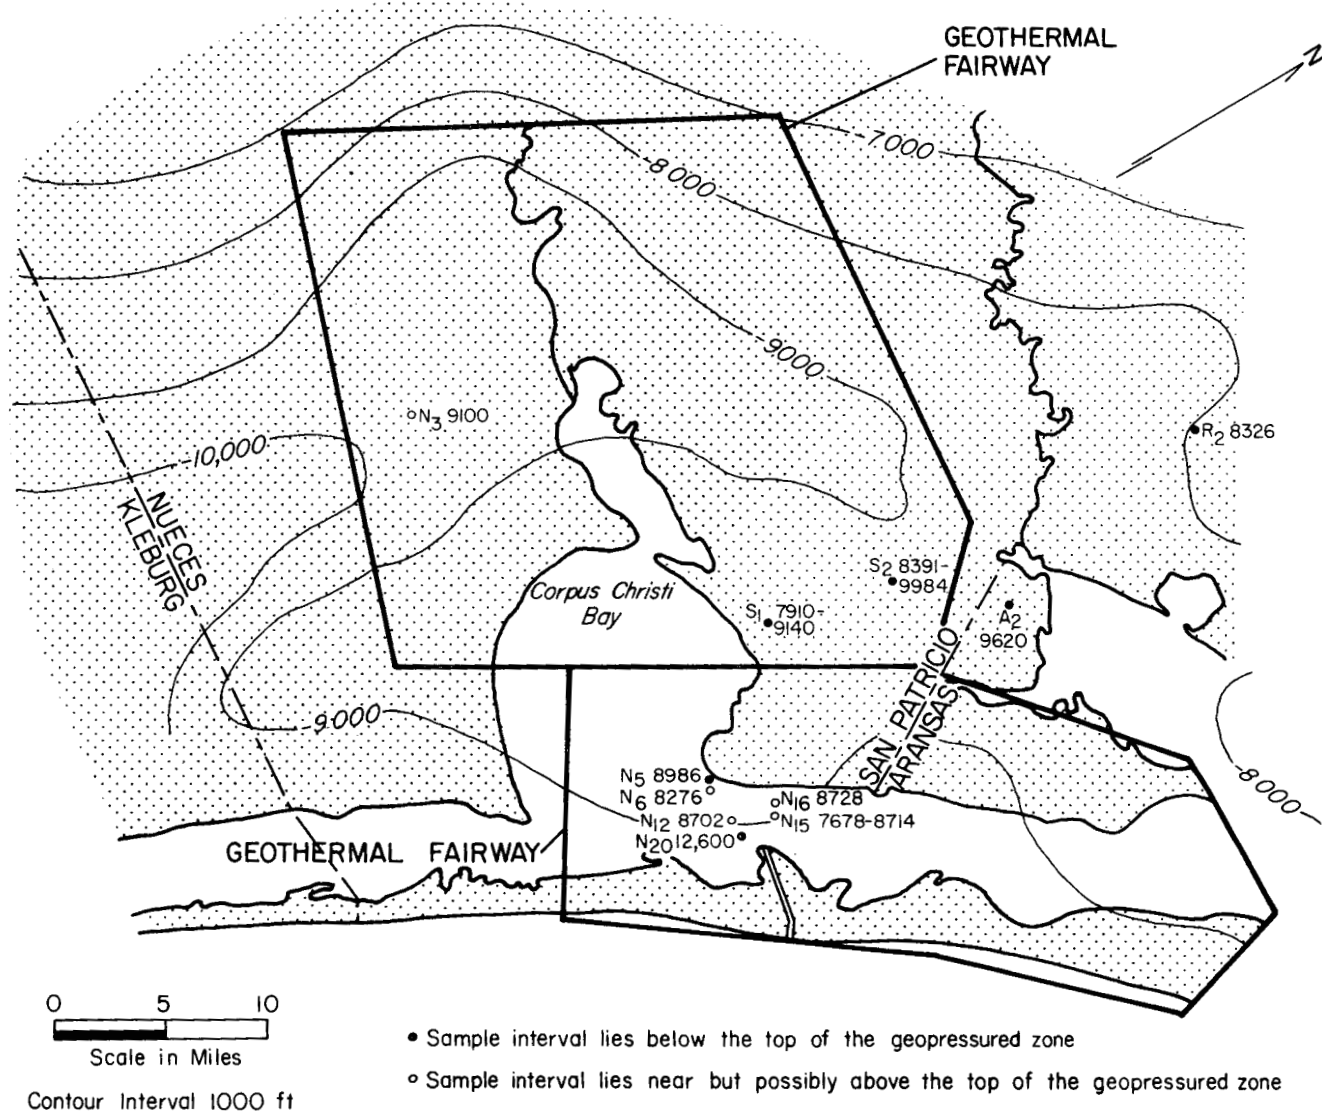 GEOTHERMAL
FAIRWAY
N
-7000
-8000
-9000
N3 9100
-10,000
R2 8326
NUECES
KLEBURG
S2 8391-
9984
Corpus Christi
Bay
S1 7910-
9140
A2
9620
SAN PATRICIO
ARANSAS
-9000
-8000
N5 8986
N6 8276
N16 8728
N12 8702
N15 7678-8714
N20 12,600
GEOTHERMAL FAIRWAY
0 5 10
Scale in Miles
Contour Interval 1000 ft
Sample interval lies below the top of the geopressured zone
Sample interval lies near but possibly above the top of the geopressured zone